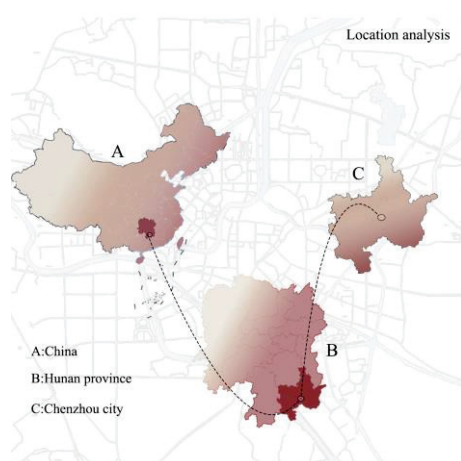 Location analysis
A
C
B
A:China
B:Hunan province
C:Chenzhou city